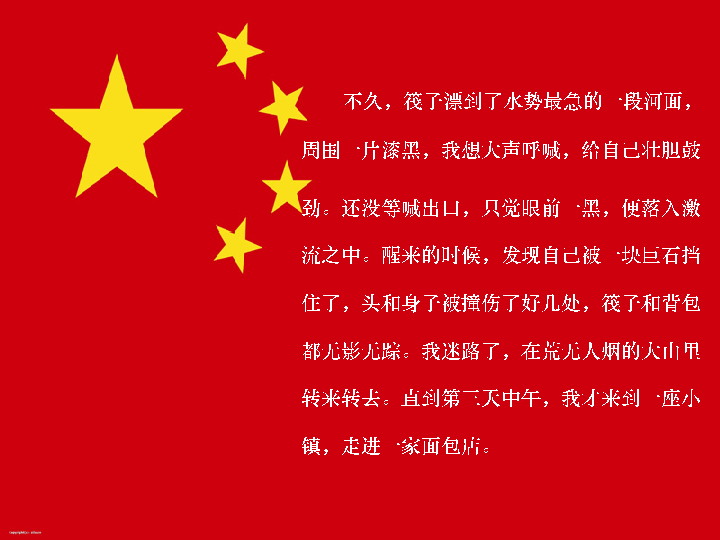 不久，筏子漂到了水势最急的一段河面，
周围一片漆黑，我想大声呼喊，给自己壮胆鼓
劲。还没等喊出口，只觉眼前一黑，便落入激
流之中。醒来的时候，发现自己被一块巨石挡
住了，头和身子被撞伤了好几处，筏子和背包
都无影无踪。我迷路了，在荒无人烟的大山里
转来转去。直到第三天中午，我才来到一座小
镇，走进一家面包店。